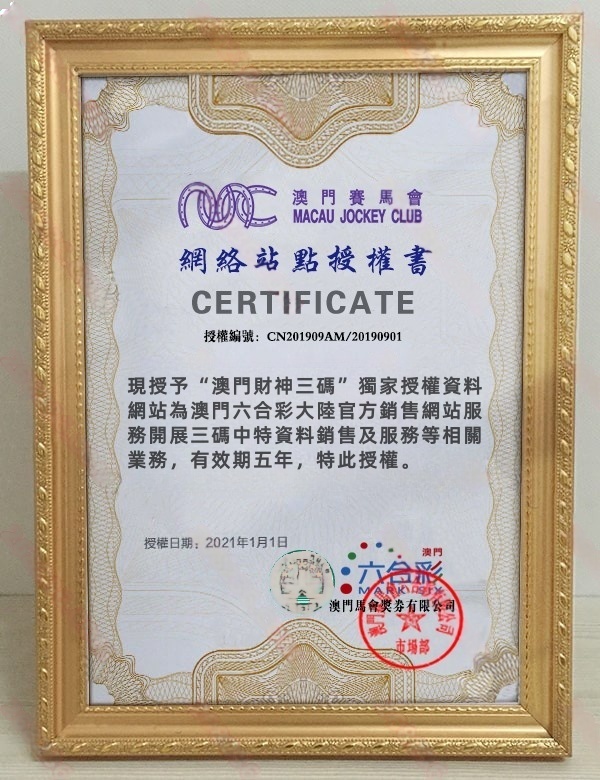 澳門賽馬會
MACAU JOCKEY CLUB
網絡站點授權書
CERTIFICATE
授權編號：CN201909AM/20190901
現授予“澳門財神三碼”獨家授權資料
網站為澳門六合彩大陸官方銷售網站服
務開展三碼中特資料銷售及服務等相關
業務，有效期五年，特此授權。
授權日期：2021年1月1日
澳門
六合彩
MARK SIX
澳門馬會獎券有限公司
市場部